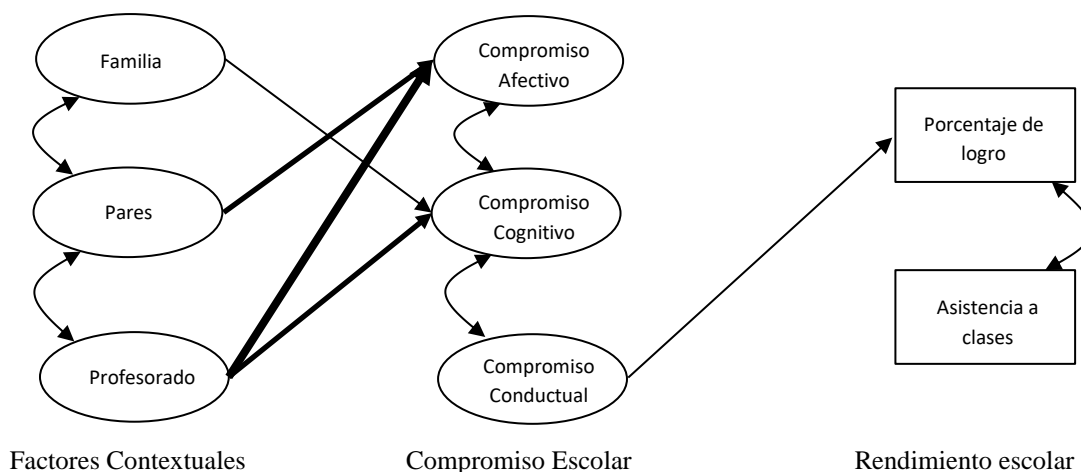 Familia
Pares
Profesorado
Compromiso
Afectivo
Compromiso
Cognitivo
Compromiso
Conductual
Porcentaje de
logro
Asistencia a
clases
Factores Contextuales
Compromiso Escolar
Rendimiento escolar